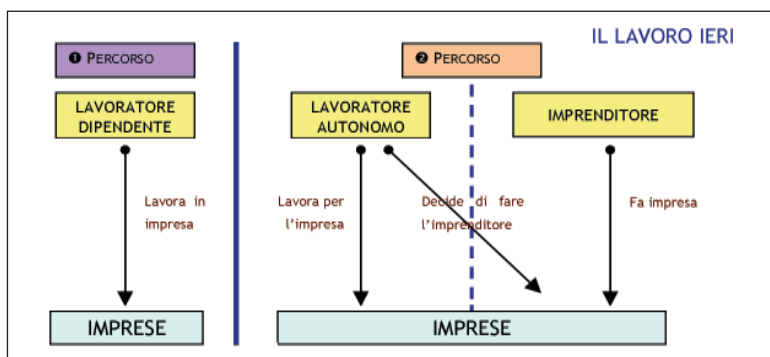 IL LAVORO IERI
❶ PERCORSO
❷ PERCORSO
LAVORATORE
DIPENDENTE
LAVORATORE
AUTONOMO
IMPRENDITORE
Lavora in
impresa
Lavora per
l'impresa
Decide di fare
l'imprenditore
Fa impresa
IMPRESE
IMPRESE